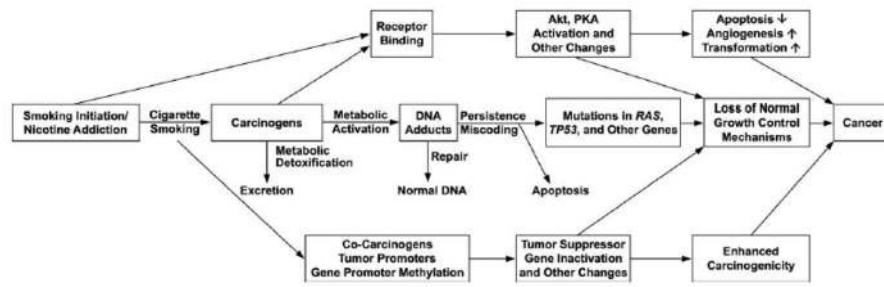 Receptor
Binding
Akt, PKA
Activation and
Other Changes
Apoptosis ↓
Angiogenesis ↑
Transformation ↑
Smoking Initiation/
Nicotine Addiction
Cigarette
Smoking
Carcinogens
Metabolic
Activation
DNA
Adducts
Persistence
Miscoding
Mutations in RAS,
TP53, and Other Genes
Loss of Normal
Growth Control
Mechanisms
Cancer
Metabolic
Detoxification
Excretion
Repair
Normal DNA
Apoptosis
Co-Carcinogens
Tumor Promoters
Gene Promoter Methylation
Tumor Suppressor
Gene Inactivation
and Other Changes
Enhanced
Carcinogenicity